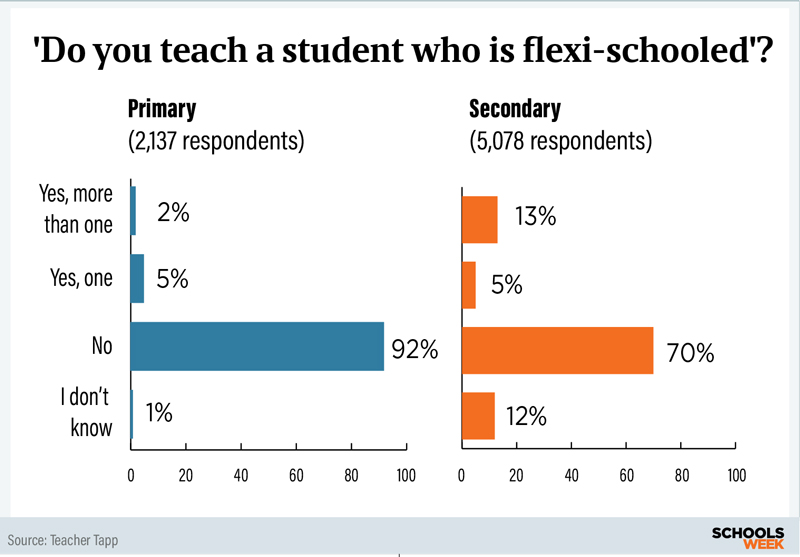 'Do you teach a student who is flexi-schooled'?
Primary
(2,137 respondents)
Yes, more
than one
2%
Yes, one
5%
No
92%
I don't
know
1%
0 20 40 60 80 100
Secondary
(5,078 respondents)
13%
5%
70%
12%
0 20 40 60 80 100
Source: Teacher Tapp
SCHOOLS
WEEK